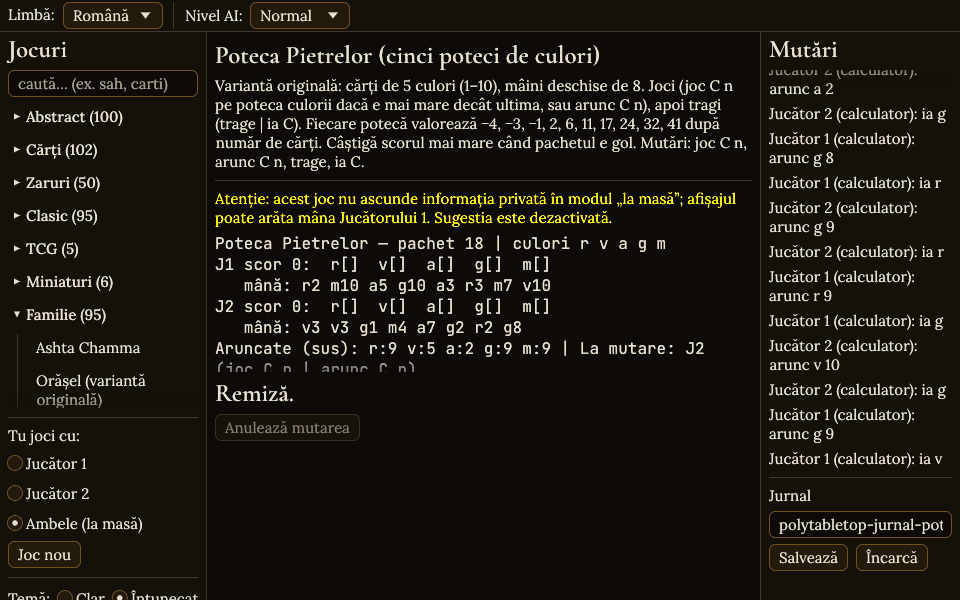 Limbă: Română ▼ Nivel AI: Normal ▼
Jocuri
caută... (ex. sah, carti)
▸ Abstract (100)
▸ Cărți (102)
▸ Zaruri (50)
▸ Clasic (95)
▸ TCG (5)
▸ Miniaturi (6)
▾ Familie (95)
Ashta Chamma
Orășel (variantă
originală)
Tu joci cu:
Jucător 1
Jucător 2
Ambele (la masă)
Joc nou
Temă: Clar Întunecat
Poteca Pietrelor (cinci poteci de culori)
Variantă originală: cărți de 5 culori (1–10), mâini deschise de 8. Joci (joc C n
pe poteca culorii dacă e mai mare decât ultima, sau arunc C n), apoi tragi
(trage | ia C). Fiecare potecă valorează −4, −3, −1, 2, 6, 11, 17, 24, 32, 41 după
număr de cărți. Câștigă scorul mai mare când pachetul e gol. Mutări: joc C n,
arunc C n, trage, ia C.
Atenție: acest joc nu ascunde informația privată în modul „la masă”; afișajul
poate arăta mâna Jucătorului 1. Sugestia este dezactivată.
Poteca Pietrelor — pachet 18 | culori r v a g m
J1 scor 0: r[] v[] a[] g[] m[]
mână: r2 m10 a5 g10 a3 r3 m7 v10
J2 scor 0: r[] v[] a[] g[] m[]
mână: v3 v3 g1 m4 a7 g2 r2 g8
Aruncate (sus): r:9 v:5 a:2 g:9 m:9 | La mutare: J2
(joc C n | arunc C n)
Remiză.
Anulează mutarea
Mutări
Jucător 2 (calculator):
arunc a 2
Jucător 2 (calculator): ia g
Jucător 1 (calculator):
arunc g 8
Jucător 1 (calculator): ia r
Jucător 2 (calculator):
arunc g 9
Jucător 2 (calculator): ia r
Jucător 1 (calculator):
arunc r 9
Jucător 1 (calculator): ia g
Jucător 2 (calculator):
arunc v 10
Jucător 2 (calculator): ia g
Jucător 1 (calculator):
arunc g 9
Jucător 1 (calculator): ia v
Jurnal
polytabletop-jurnal-pot
Salvează Încarcă